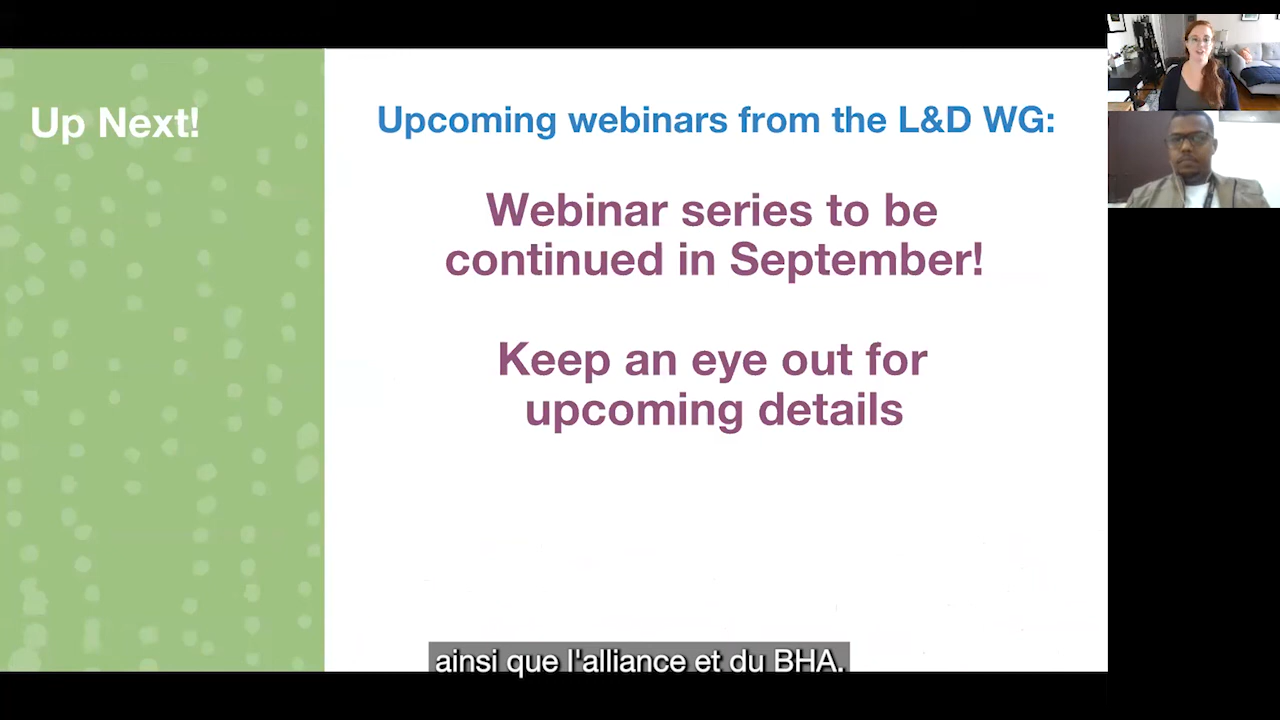 Up Next!
Upcoming webinars from the L&D WG:
Webinar series to be
continued in September!
Keep an eye out for
upcoming details
ainsi que l'alliance et du BHA.